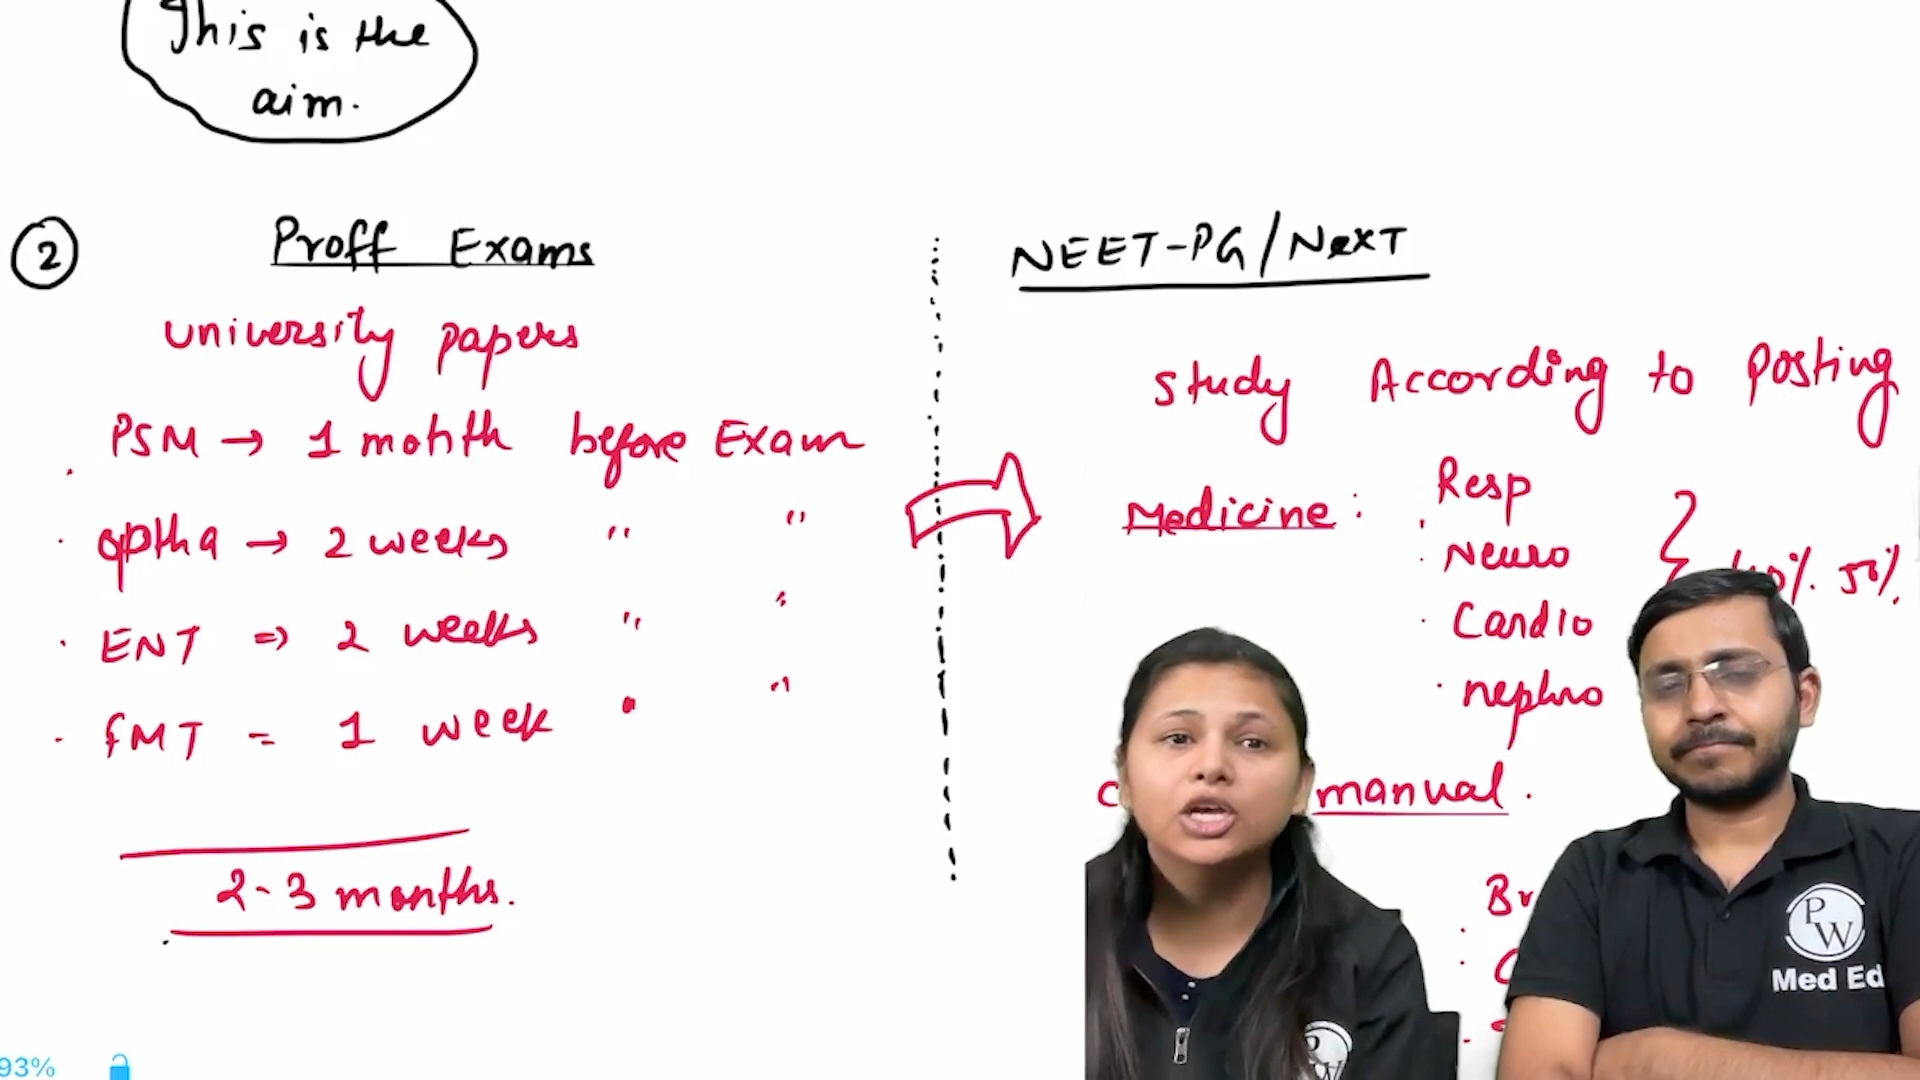 This is the
aim.
2 Proff Exams
university papers
. PSM → 1 month before Exam
. optha → 2 weeks " "
. ENT ⇒ 2 weeks " "
. FMT = 1 week " "
2-3 months.
NEET-PG/NexT
Study According to Posting
Medicine : Resp
. Neuro
. Cardio
. nephro
50%.
manual.
PW
Med Ed
93%